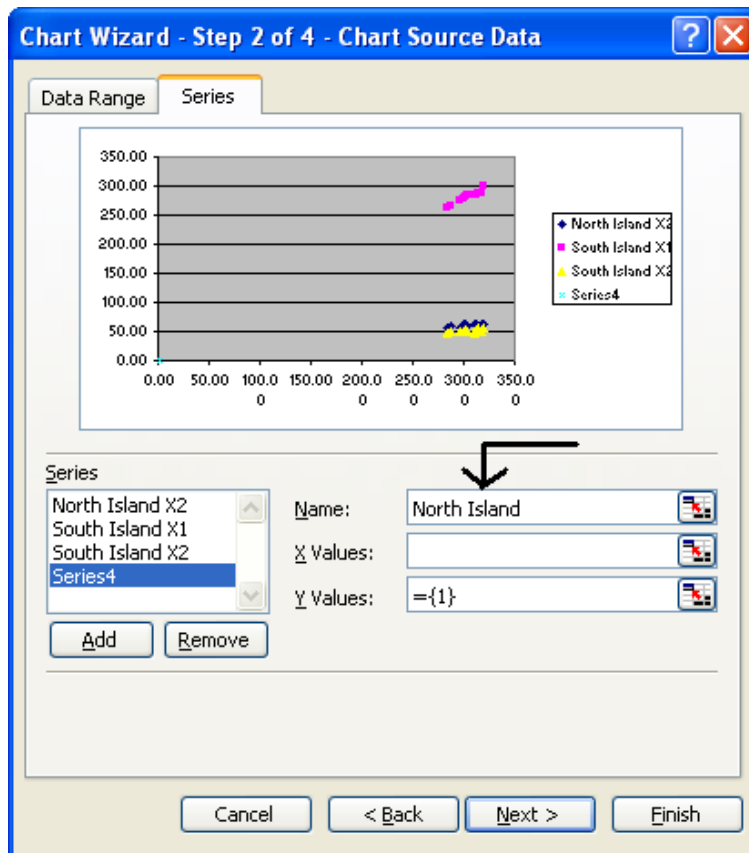 Chart Wizard - Step 2 of 4 - Chart Source Data
Data Range
Series
350.00
300.00
250.00
200.00
150.00
100.00
50.00
0.00
0.00 50.00 100.0 150.00 200.0 250.0 300.0 350.0
0 0 0 0 0
North Island X2
South Island X1
South Island X2
Series4
Series
North Island X2
South Island X1
South Island X2
Series4
Name:
North Island
X Values:
Y Values:
={1}
Add
Remove
Cancel
< Back
Next >
Finish